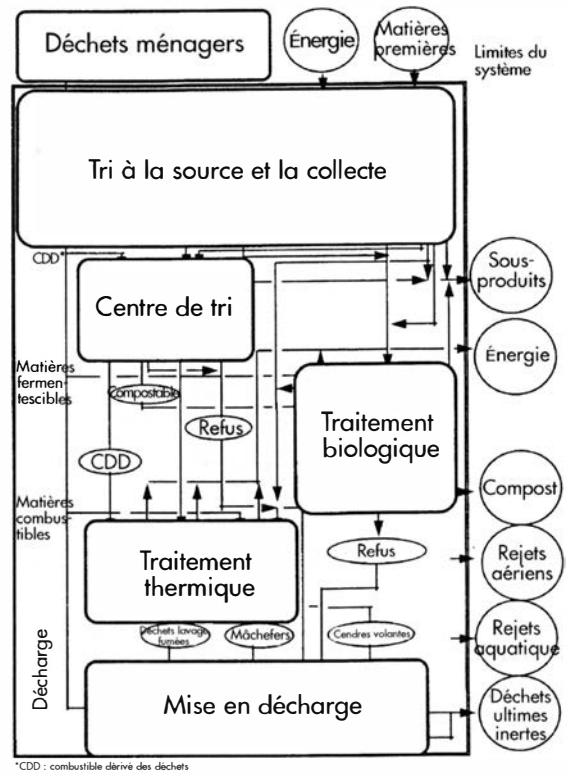 Déchets ménagers
Énergie
Matières
premières
Limites du
système
Tri à la source et la collecte
CDD*
Centre de tri
Sous-
produits
Énergie
Matières
fermen-
tescibles
Compostable
Refus
Traitement
biologique
CDD
Compost
Matières
combus-
tibles
Refus
Traitement
thermique
Rejets
aériens
Déchets lavage
fumées
Mâchefers
Cendres volantes
Rejets
aquatique
Décharge
Mise en décharge
Déchets
ultimes
inertes
*CDD : combustible dérivé des déchets